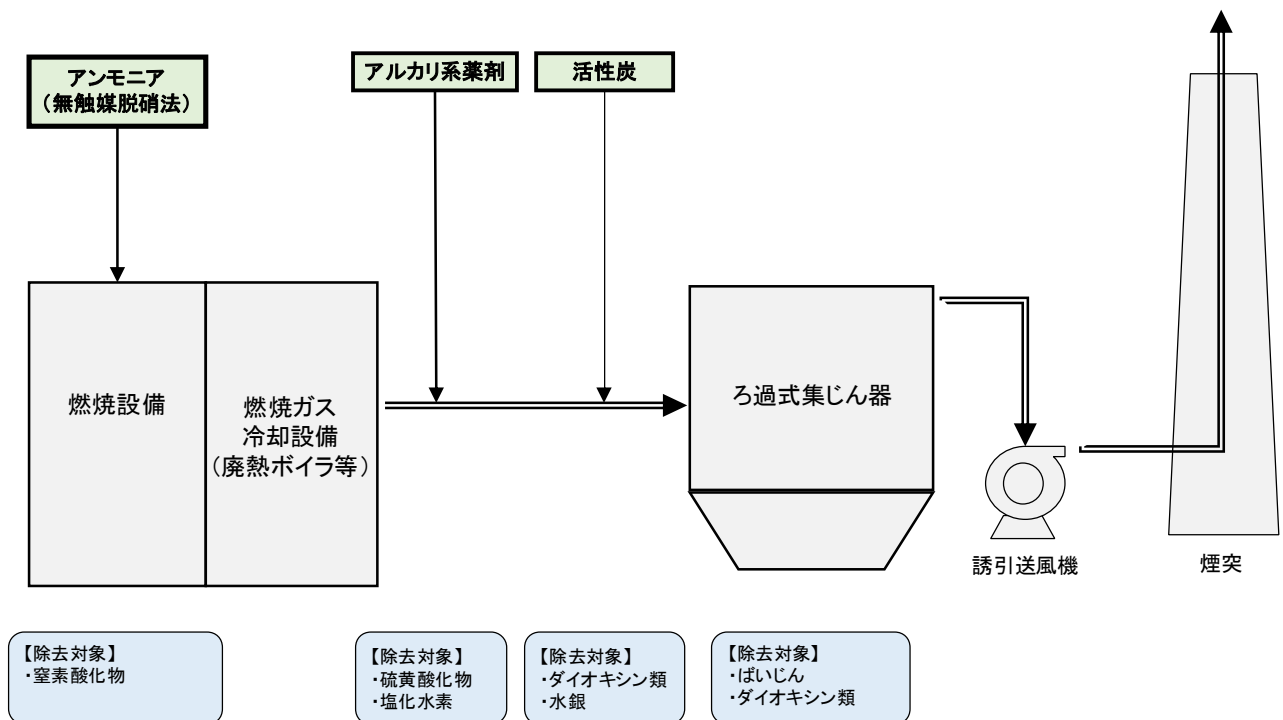 アンモニア
（無触媒脱硝法）
アルカリ系薬剤
活性炭
燃焼設備
燃焼ガス
冷却設備
（廃熱ボイラ等）
ろ過式集じん器
誘引送風機
煙突
【除去対象】
・窒素酸化物
【除去対象】
・硫黄酸化物
・塩化水素
【除去対象】
・ダイオキシン類
・水銀
【除去対象】
・ばいじん
・ダイオキシン類